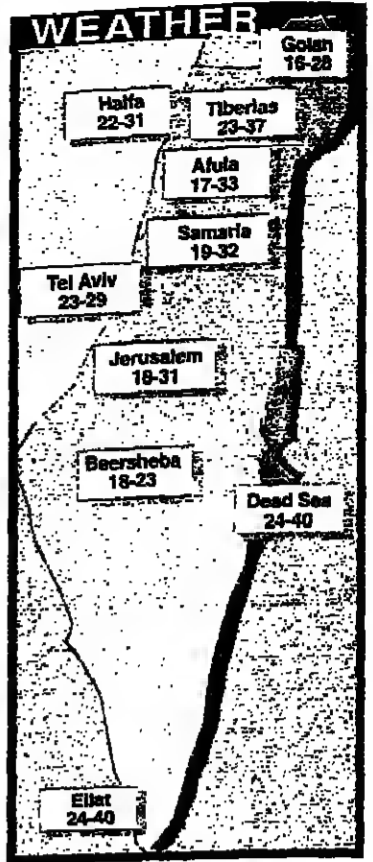 WEATHER
Golan
16-28
Haifa
22-31
Tiberias
23-37
Afula
17-33
Samaria
19-32
Tel Aviv
23-29
Jerusalem
18-31
Beersheba
18-23
Dead Sea
24-40
Eilat
24-40